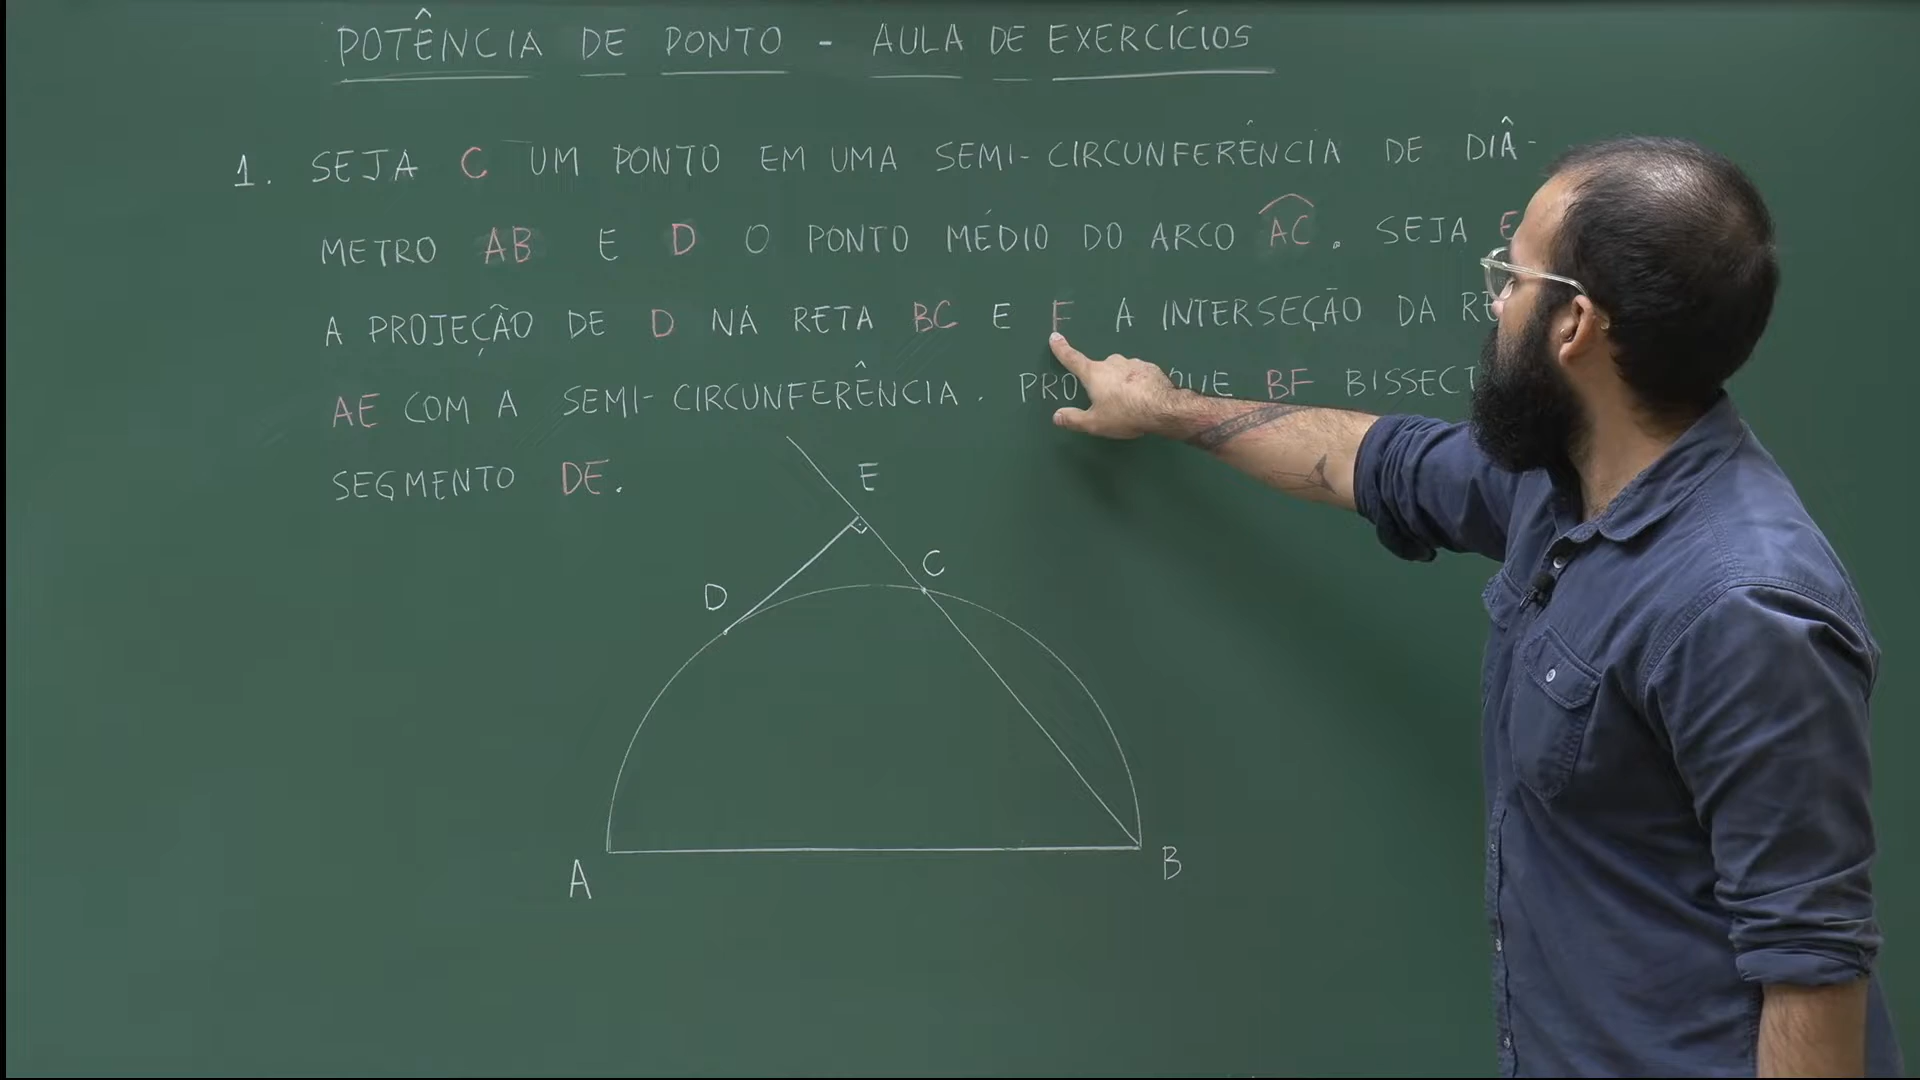 POTÊNCIA DE PONTO - AULA DE EXERCÍCIOS
1. SEJA C UM PONTO EM UMA SEMI-CIRCUNFERÊNCIA DE DIÂ-
METRO AB E D O PONTO MÉDIO DO ARCO AC. SEJA E
A PROJEÇÃO DE D NA RETA BC E F A INTERSEÇÃO DA
AE COM A SEMI-CIRCUNFERÊNCIA. QUE BF
SEGMENTO DE.
E
C
D
A
B